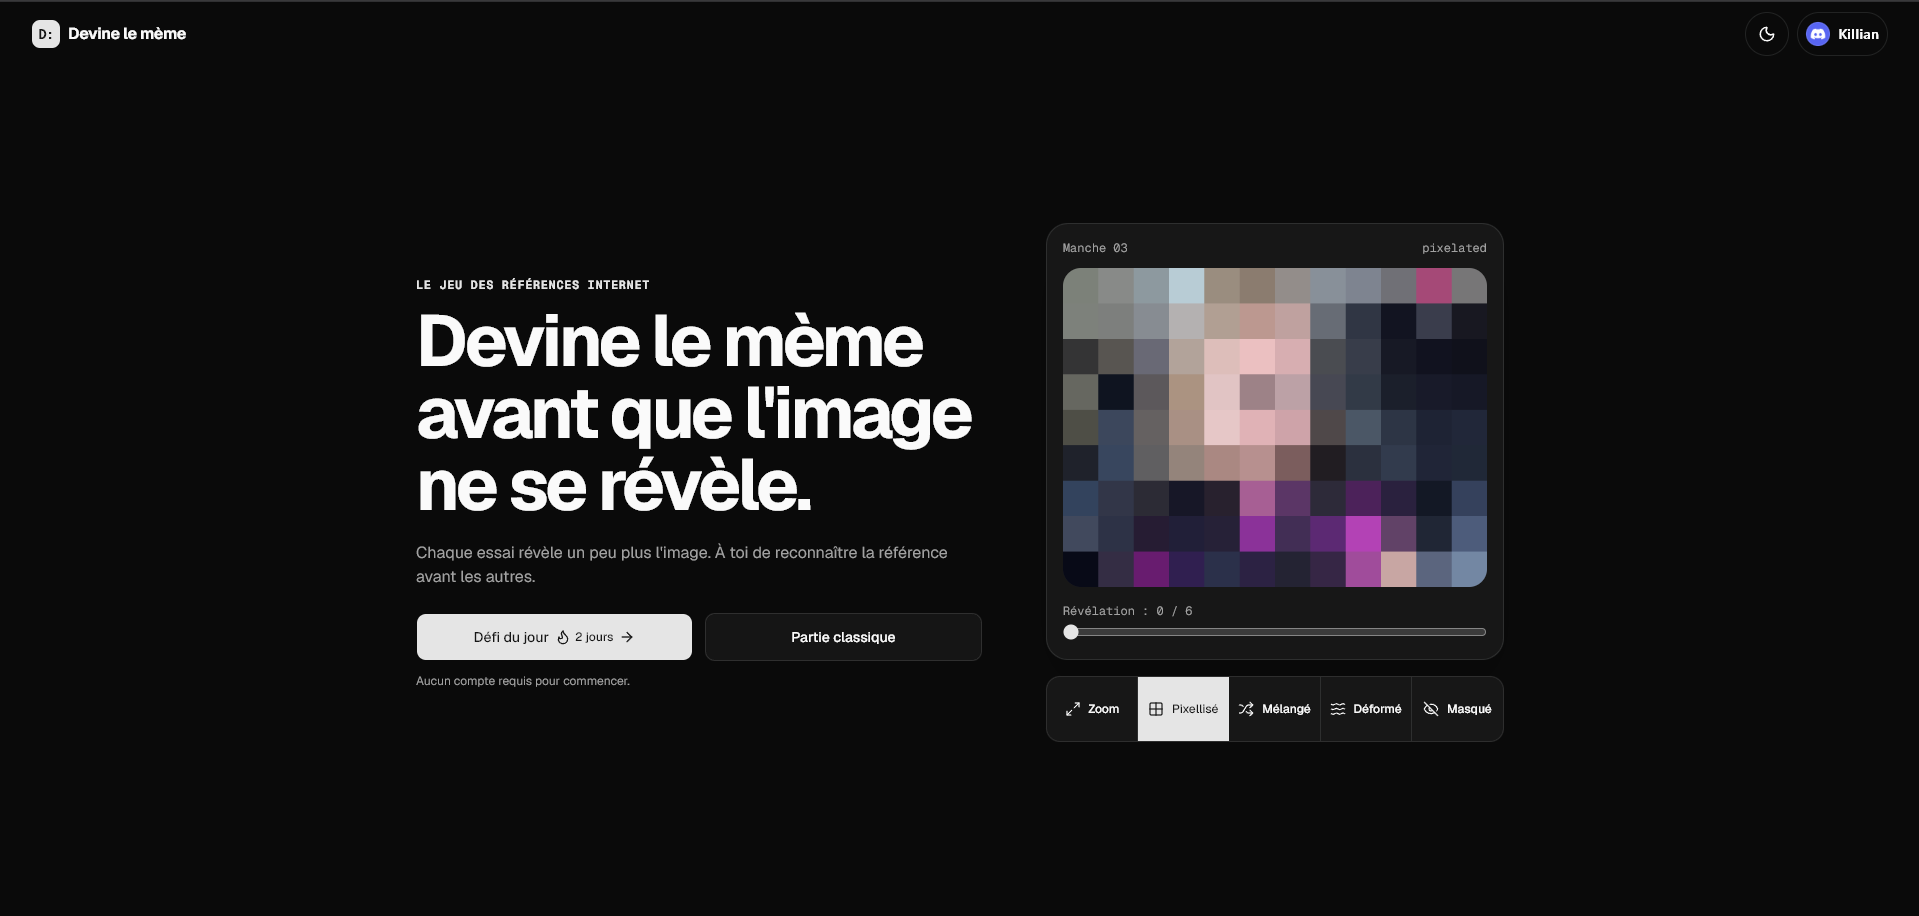 D: Devine le mème
Killian
LE JEU DES RÉFÉRENCES INTERNET
Devine le mème
avant que l'image
ne se révèle.
Chaque essai révèle un peu plus l'image. À toi de reconnaître la référence
avant les autres.
Défi du jour 2 jours →
Partie classique
Aucun compte requis pour commencer.
Manche 03
pixelated
Révélation : 0 / 6
Zoom
Pixellisé
Mélangé
Déformé
Masqué